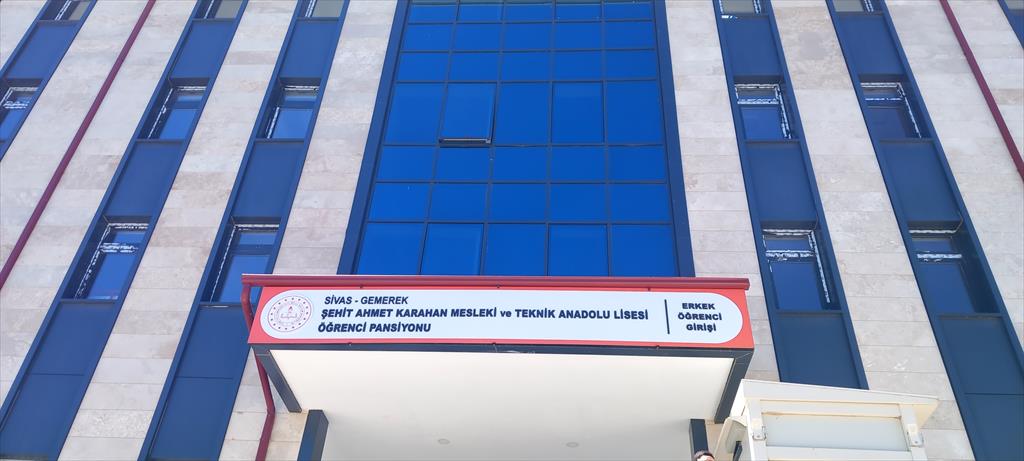 SİVAS - GEMEREK
ŞEHİT AHMET KARAHAN MESLEKİ ve TEKNİK ANADOLU LİSESİ
ÖĞRENCİ PANSİYONU
ERKEK
ÖĞRENCİ
GİRİŞİ